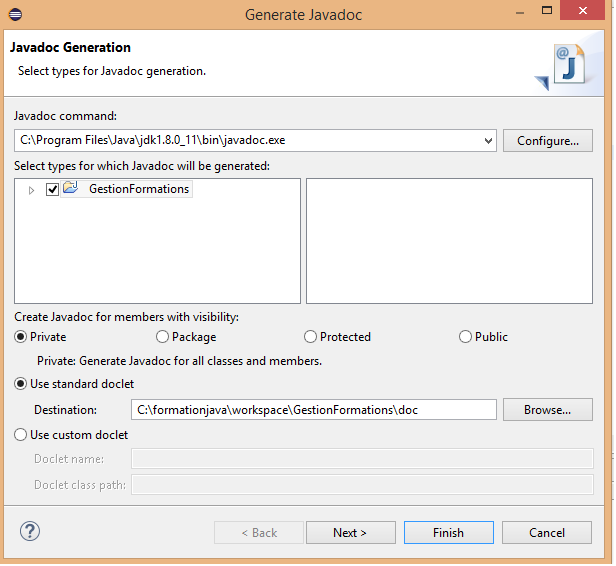 Generate Javadoc
Javadoc Generation
Select types for Javadoc generation.
@
J
Javadoc command:
C:\Program Files\Java\jdk1.8.0_11\bin\javadoc.exe
Configure...
Select types for which Javadoc will be generated:
GestionFormations
Create Javadoc for members with visibility:
Private Package Protected Public
Private: Generate Javadoc for all classes and members.
Use standard doclet
Destination: C:\formationjava\workspace\GestionFormations\doc Browse...
Use custom doclet
Doclet name:
Doclet class path:
? < Back Next > Finish Cancel